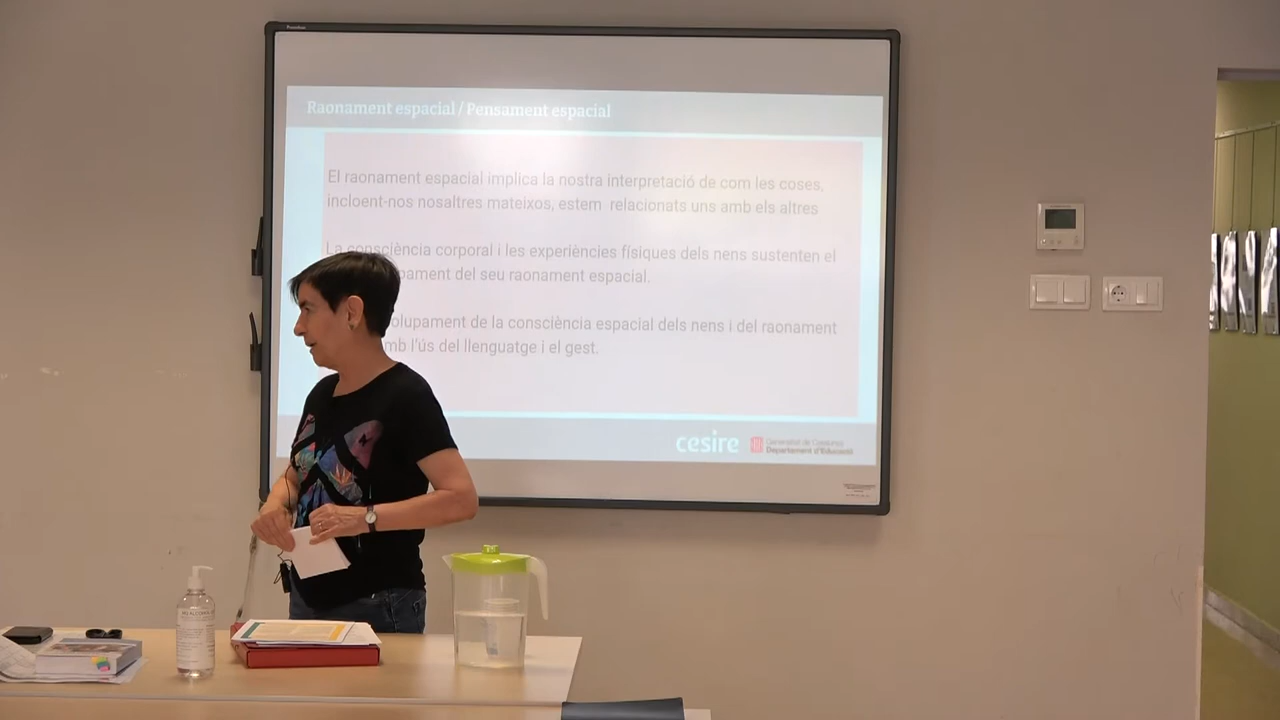 Raonament espacial / Pensament espacial
El raonament espacial implica la nostra interpretació de com les coses,
incloent-nos nosaltres mateixos, estem relacionats uns amb els altres
La consciència corporal i les experiències físiques dels nens sustenten el
pament del seu raonament espacial.
olupament de la consciència espacial dels nens i del raonament
mb l'ús del llenguatge i el gest.
cesire
Generalitat de Catalunya
Departament d'Educació